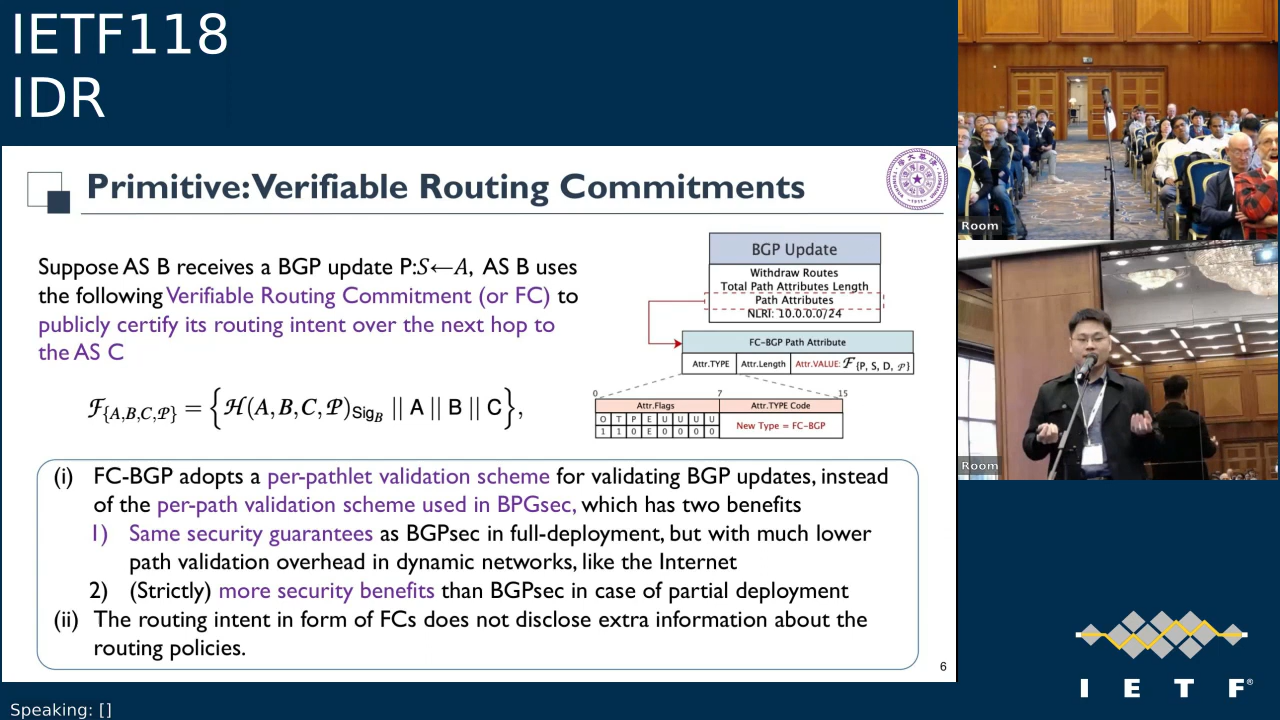 IETF118
IDR
Primitive: Verifiable Routing Commitments
Suppose AS B receives a BGP update P:S←A, AS B uses
the following Verifiable Routing Commitment (or FC) to
publicly certify its routing intent over the next hop to
the AS C
ℱ{A,B,C,𝒫} = {ℋ(A,B,C,𝒫)Sig_B || A || B || C},
BGP Update
Withdraw Routes
Total Path Attributes Length
Path Attributes
NLRI: 10.0.0.0/24
FC-BGP Path Attribute
Attr.TYPE Attr.Length Attr.VALUE: ℱ{P, S, D, 𝒫}
0 7 15
Attr.Flags Attr.TYPE Code
O T P E U U U U
1 1 0 E 0 0 0 0
New Type = FC-BGP
(i) FC-BGP adopts a per-pathlet validation scheme for validating BGP updates, instead
of the per-path validation scheme used in BPGsec, which has two benefits
1) Same security guarantees as BGPsec in full-deployment, but with much lower
path validation overhead in dynamic networks, like the Internet
2) (Strictly) more security benefits than BGPsec in case of partial deployment
(ii) The routing intent in form of FCs does not disclose extra information about the
routing policies.
6
Room
Room
I E T F®
Speaking: []